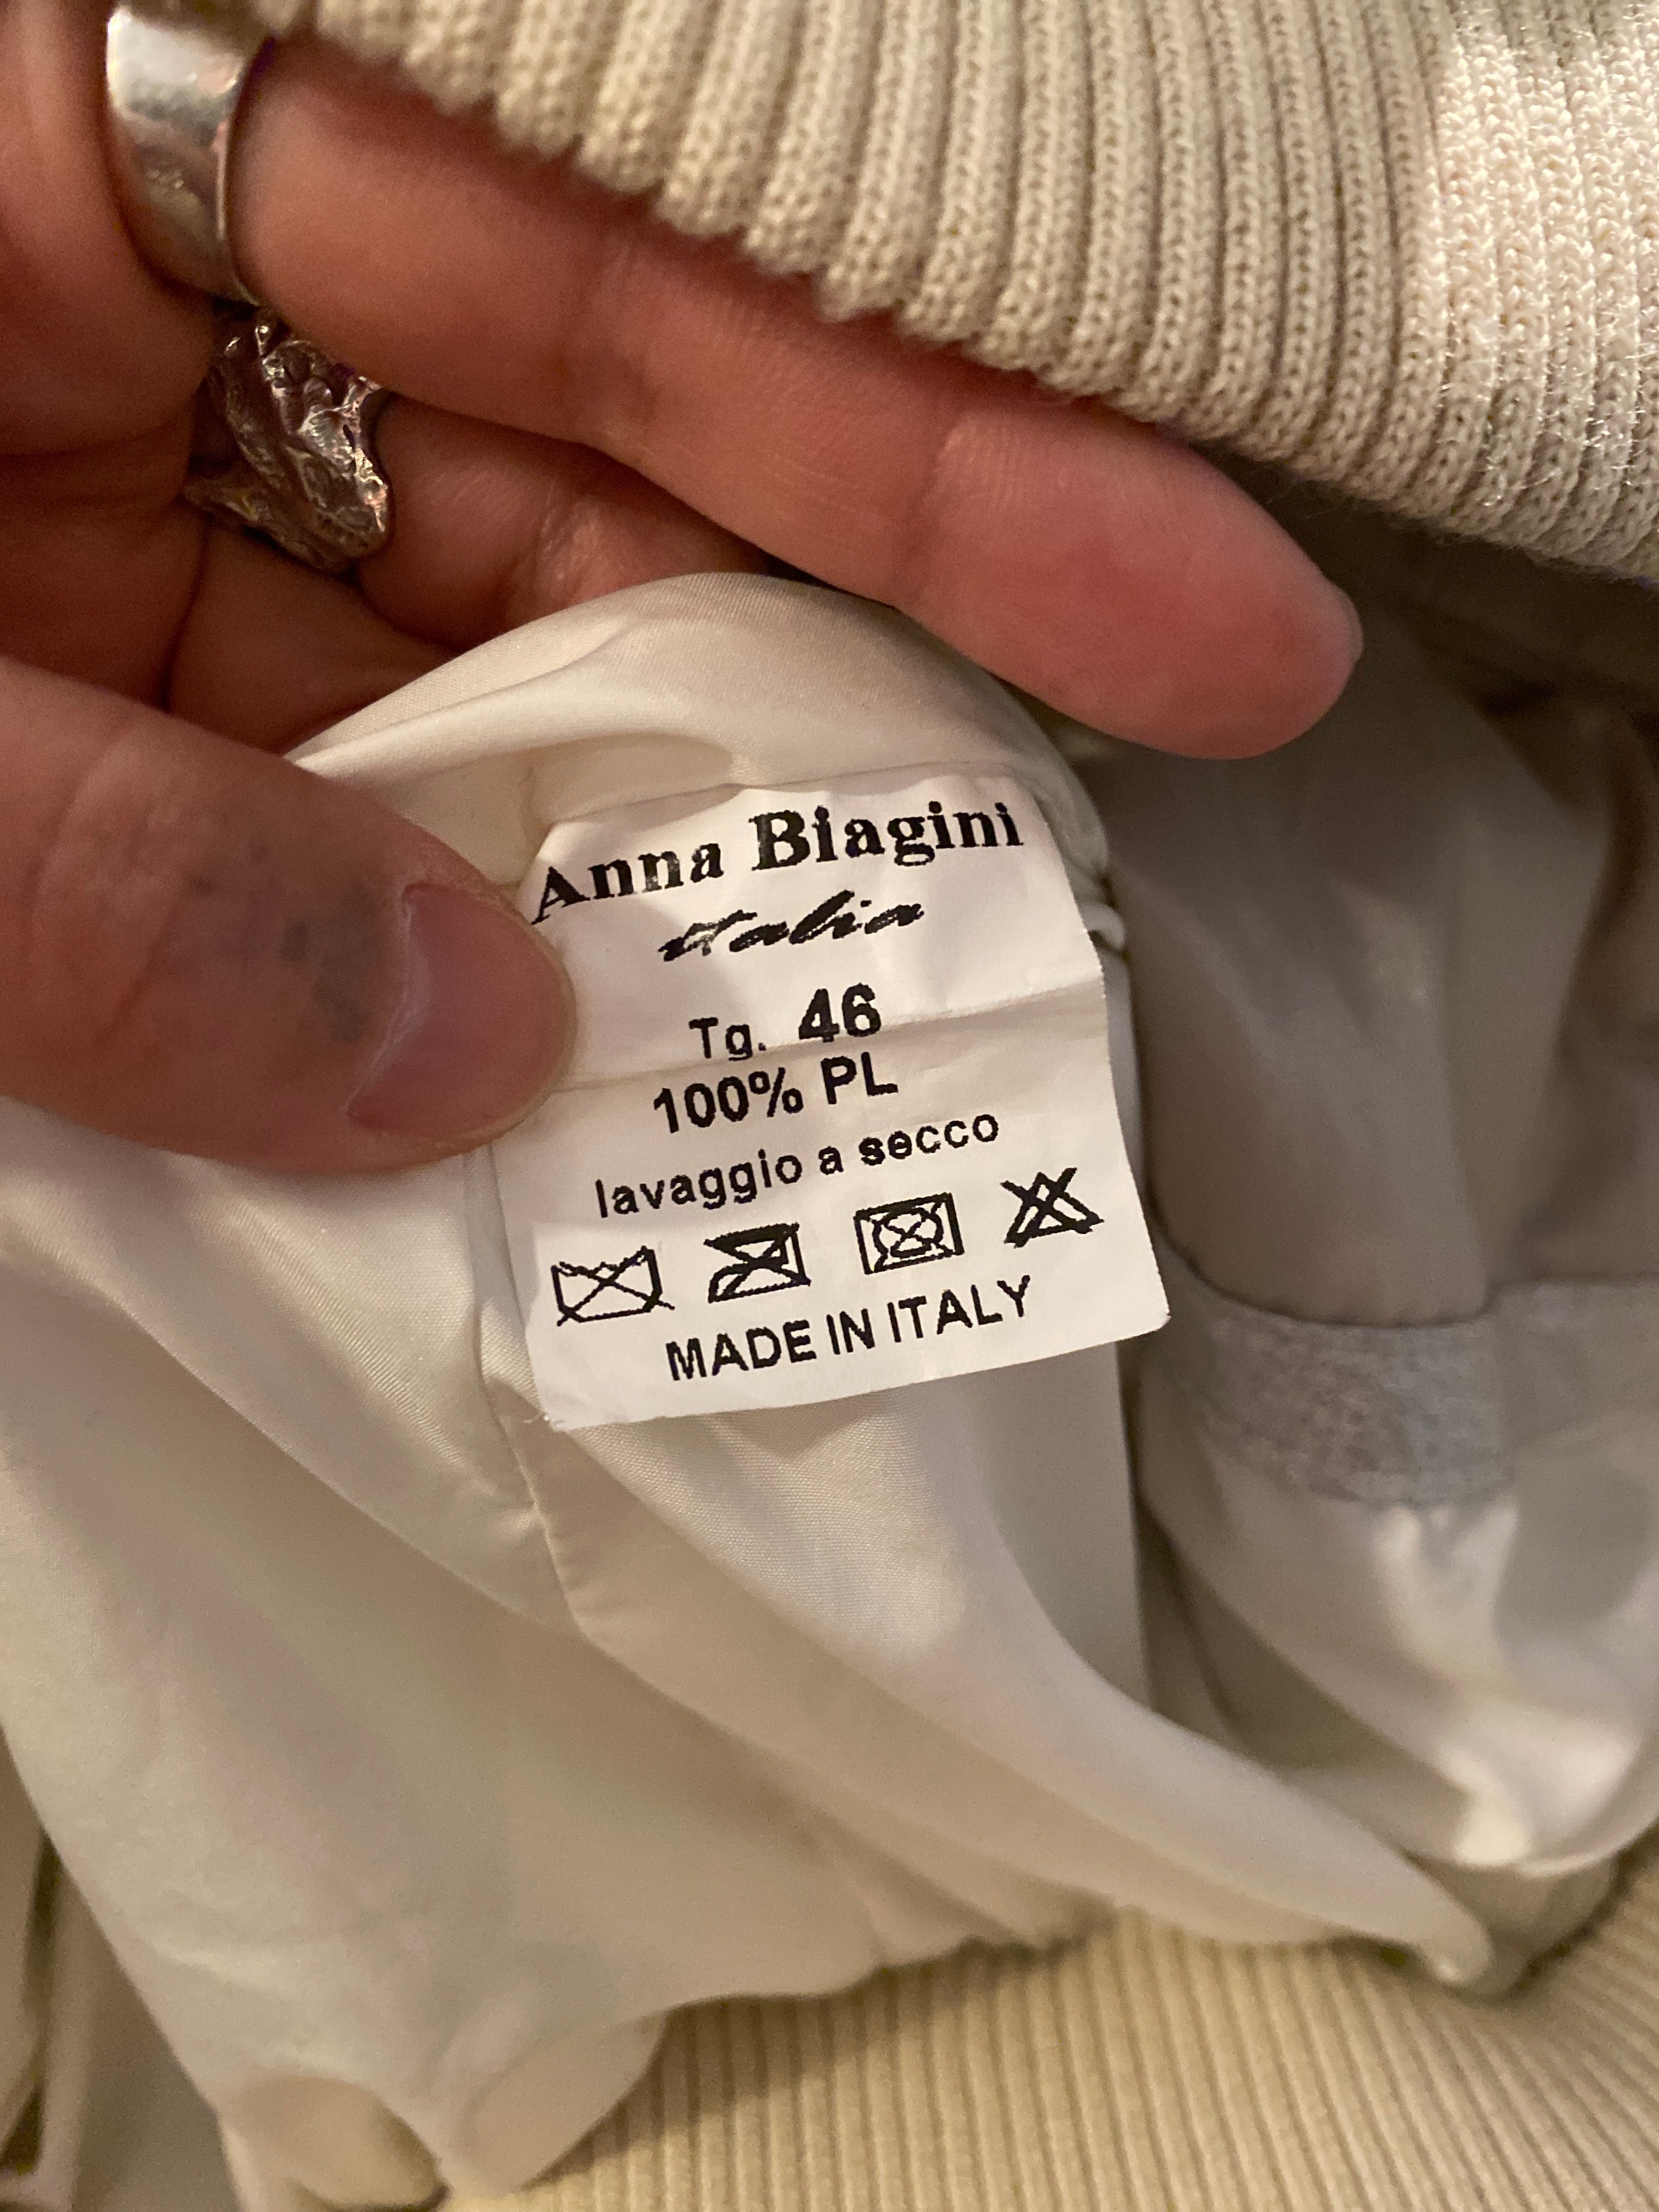 Anna Biagini
italia
Tg. 46
100% PL
lavaggio a secco
MADE IN ITALY